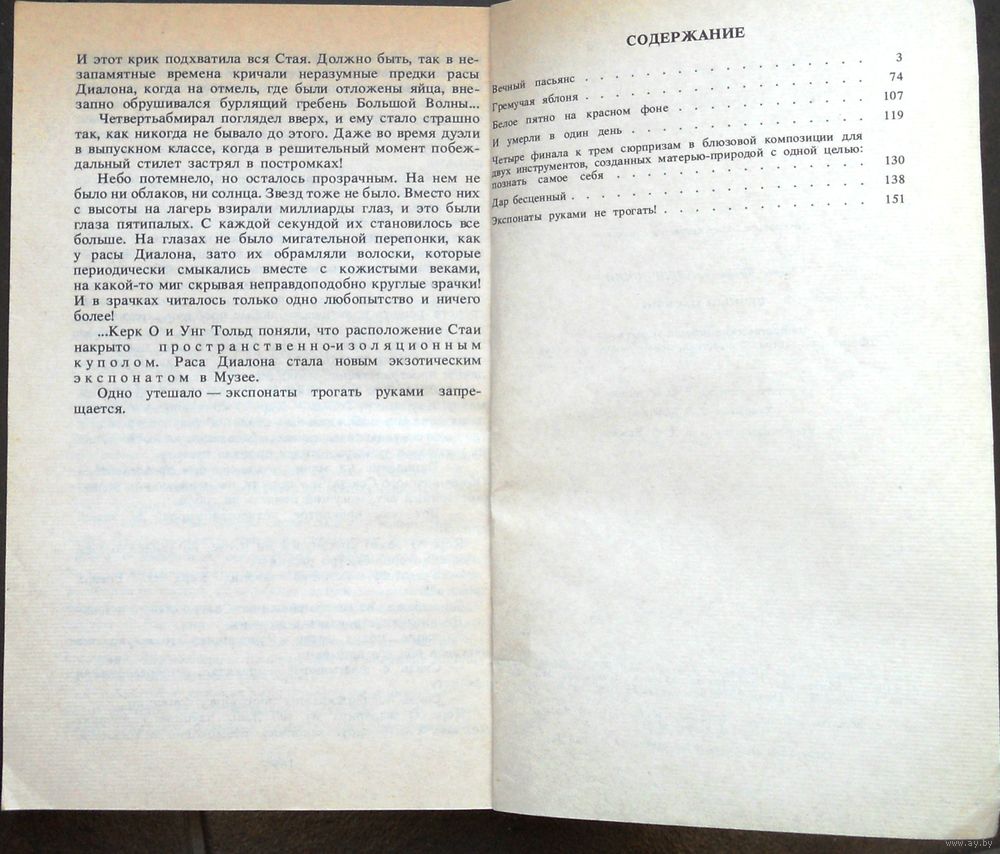 И этот крик подхватила вся Стая. Должно быть, так в не-
запамятные времена кричали неразумные предки расы
Диалона, когда на отмель, где были отложены яйца, вне-
запно обрушивался бурлящий гребень Большой Волны...
Четвертьабмирал поглядел вверх, и ему стало страшно
так, как никогда не бывало до этого. Даже во время дуэли
в выпускном классе, когда в решительный момент побеж-
дальный стилет застрял в постромках!
Небо потемнело, но осталось прозрачным. На нем не
было ни облаков, ни солнца. Звезд тоже не было. Вместо них
с высоты на лагерь взирали миллиарды глаз, и это были
глаза пятипалых. С каждой секундой их становилось все
больше. На глазах не было мигательной перепонки, как
у расы Диалона, зато их обрамляли волоски, которые
периодически смыкались вместе с кожистыми веками,
на какой-то миг скрывая неправдоподобно круглые зрачки!
И в зрачках читалось только одно любопытство и ничего
более!
...Керк О и Унг Тольд поняли, что расположение Стаи
накрыто пространственно-изоляционным
куполом. Раса Диалона стала новым экзотическим
экспонатом в Музее.
Одно утешало — экспонаты трогать руками запре-
щается.
СОДЕРЖАНИЕ
Вечный пасьянс . . . . . . . . . . . . . 3
Гремучая яблоня . . . . . . . . . . . . . 74
Белое пятно на красном фоне . . . . . . . . . 107
И умерли в один день . . . . . . . . . . . 119
Четыре финала к трем сюрпризам в блюзовой композиции для
двух инструментов, созданных матерью-природой с одной целью:
познать самое себя . . . . . . . . . . . . 130
Дар бесценный . . . . . . . . . . . . . 138
Экспонаты руками не трогать! . . . . . . . . . 151
www.ay.by